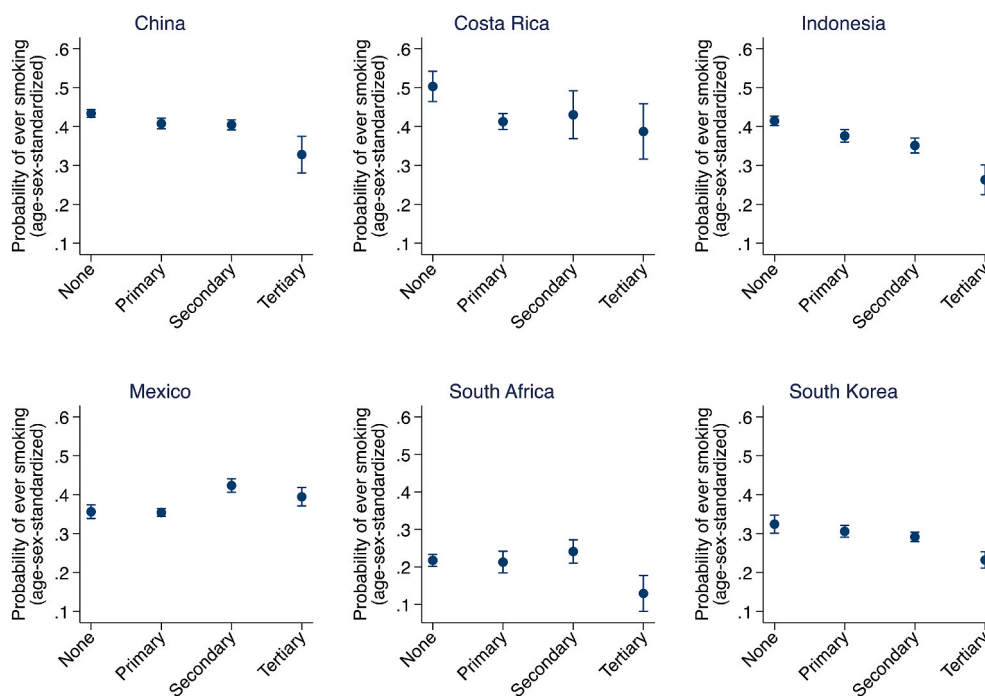 China
Probability of ever smoking
(age-sex-standardized)
.6
.5
.4
.3
.2
.1
None
Primary
Secondary
Tertiary
Costa Rica
Probability of ever smoking
(age-sex-standardized)
.6
.5
.4
.3
.2
.1
None
Primary
Secondary
Tertiary
Indonesia
Probability of ever smoking
(age-sex-standardized)
.6
.5
.4
.3
.2
.1
None
Primary
Secondary
Tertiary
Mexico
Probability of ever smoking
(age-sex-standardized)
.6
.5
.4
.3
.2
.1
None
Primary
Secondary
Tertiary
South Africa
Probability of ever smoking
(age-sex-standardized)
.6
.5
.4
.3
.2
.1
None
Primary
Secondary
Tertiary
South Korea
Probability of ever smoking
(age-sex-standardized)
.6
.5
.4
.3
.2
.1
None
Primary
Secondary
Tertiary